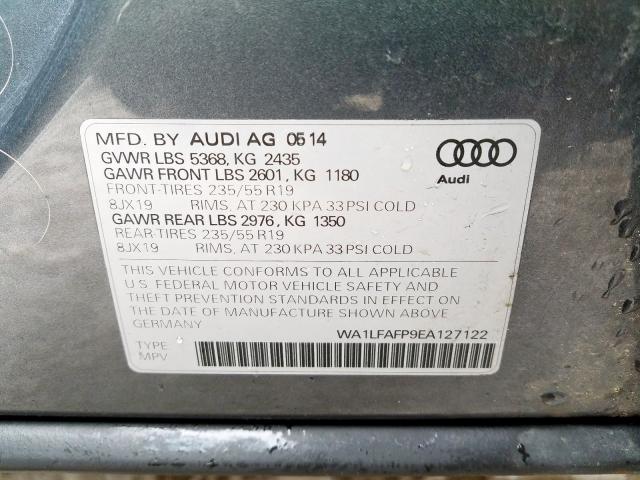 MFD. BY AUDI AG 05 14
GVWR LBS 5368, KG 2435
GAWR FRONT LBS 2601, KG 1180
FRONT-TIRES 235/55 R19
8JX19 RIMS, AT 230 KPA 33 PSI COLD
GAWR REAR LBS 2976, KG 1350
REAR-TIRES 235/55 R19
8JX19 RIMS, AT 230 KPA 33 PSI COLD
Audi
THIS VEHICLE CONFORMS TO ALL APPLICABLE
U.S. FEDERAL MOTOR VEHICLE SAFETY AND
THEFT PREVENTION STANDARDS IN EFFECT ON
THE DATE OF MANUFACTURE SHOWN ABOVE.
GERMANY
WA1LFAFP9EA127122
TYPE
MPV